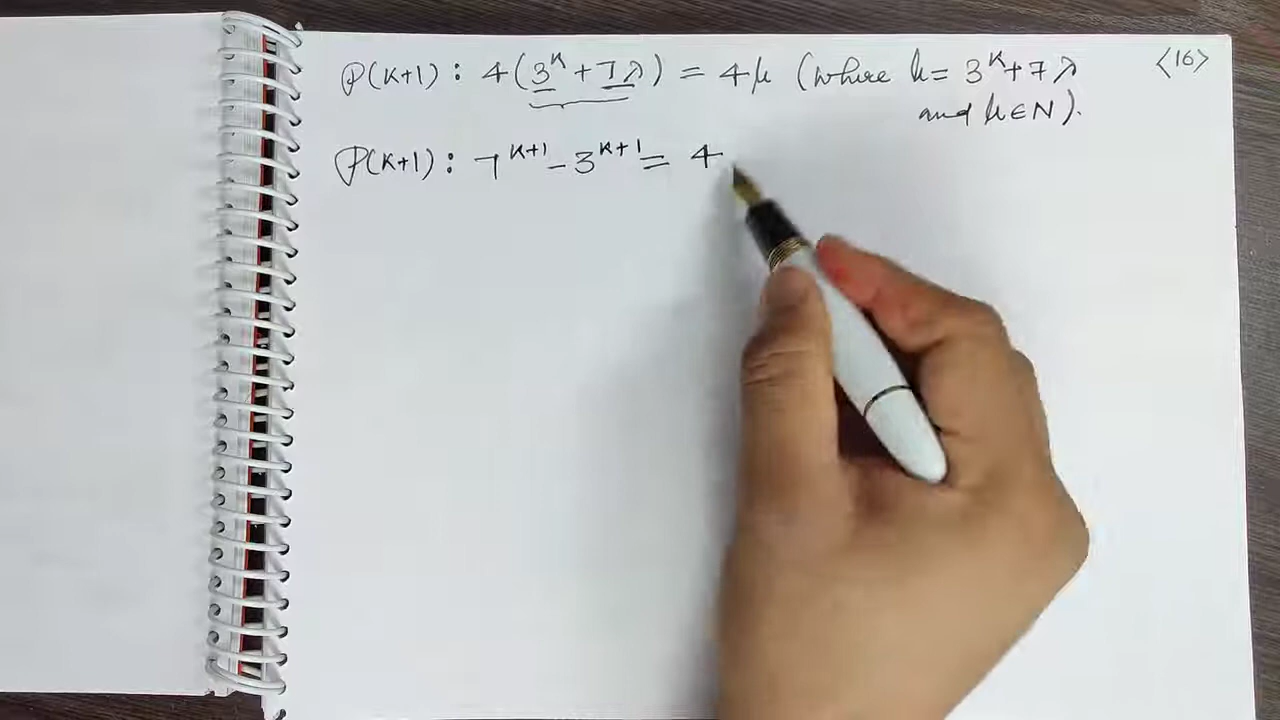 P(K+1) : 4(3^K + 7λ) = 4μ (where μ = 3^K + 7λ <16>
and μ ∈ N).
P(K+1) : 7^K+1 - 3^K+1 = 4